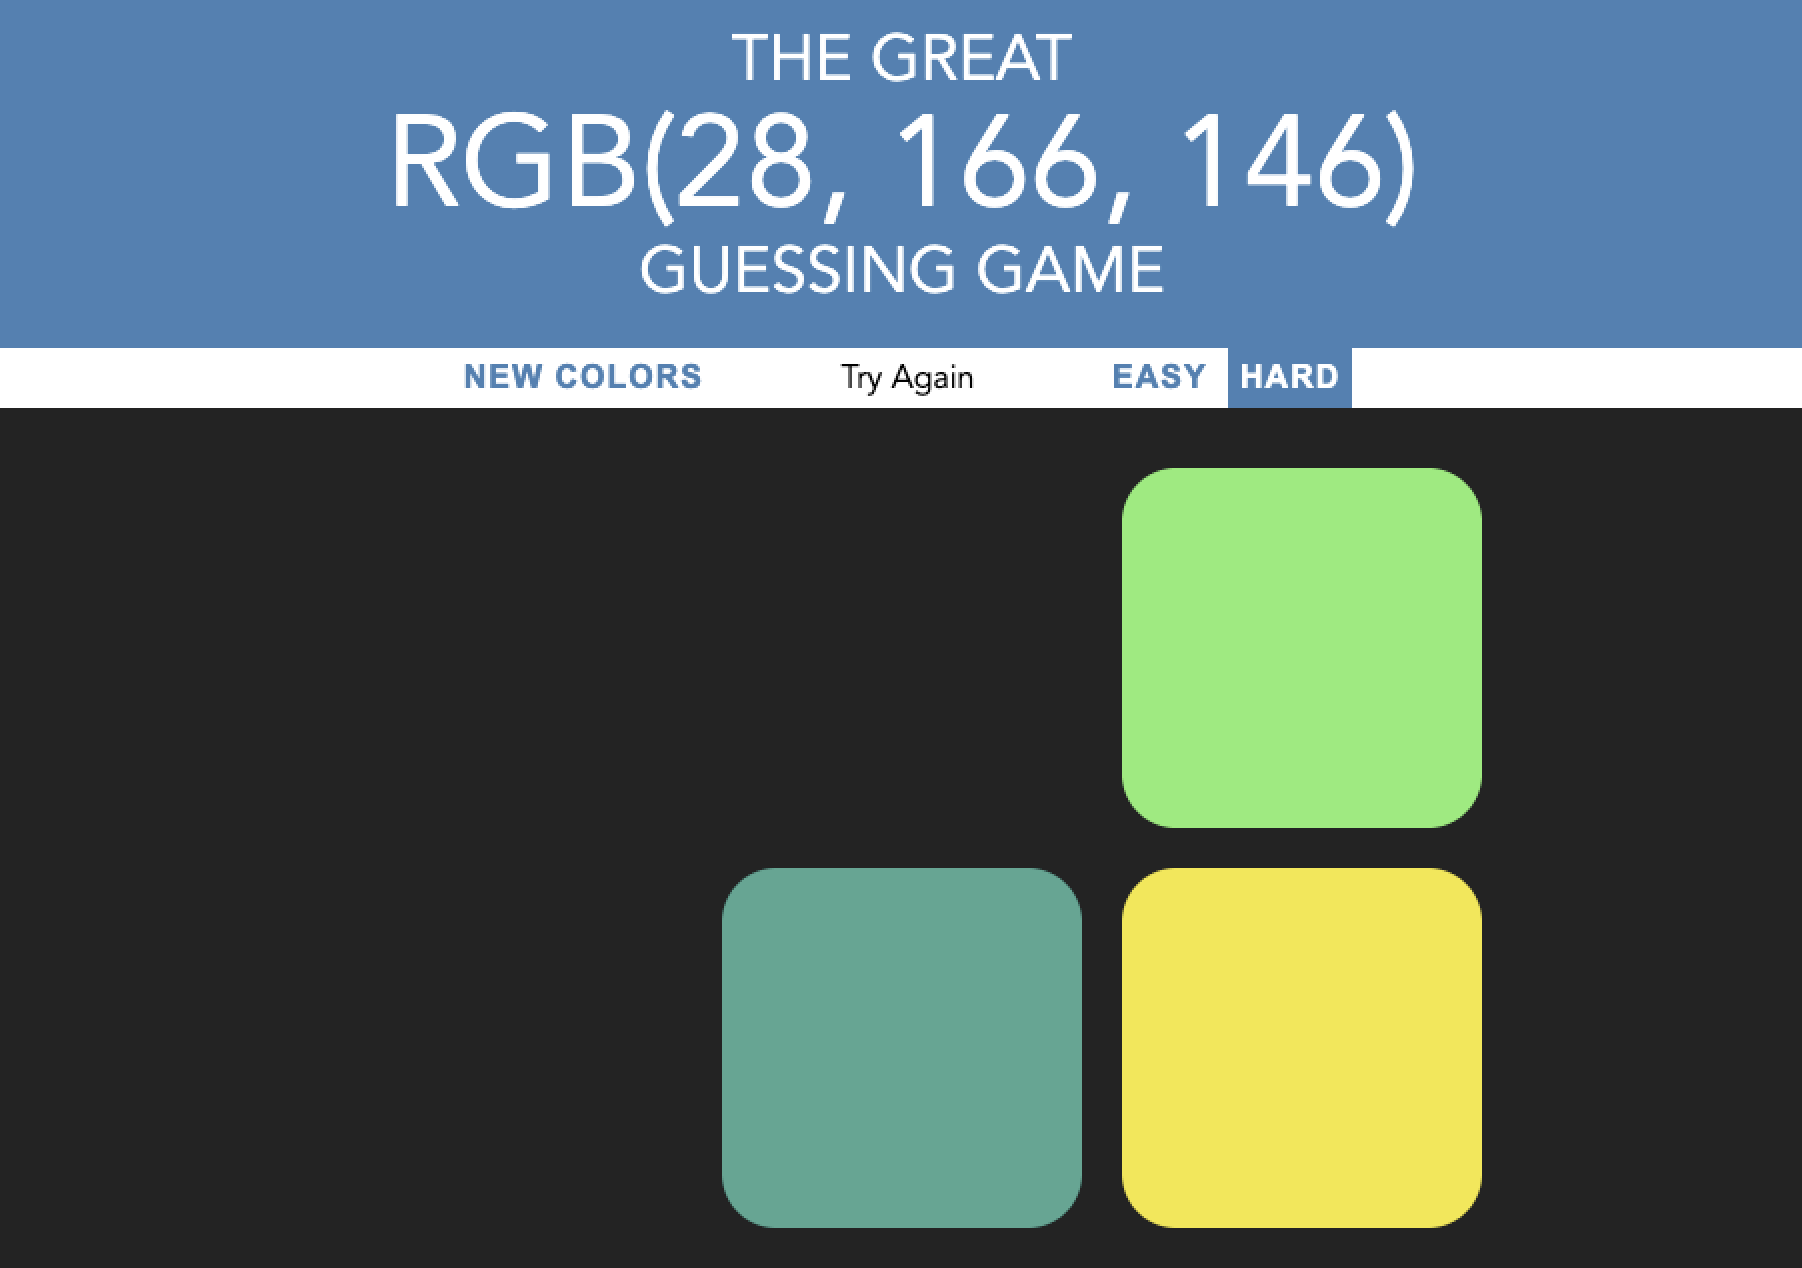 THE GREAT
RGB(28, 166, 146)
GUESSING GAME
NEW COLORS Try Again EASY HARD